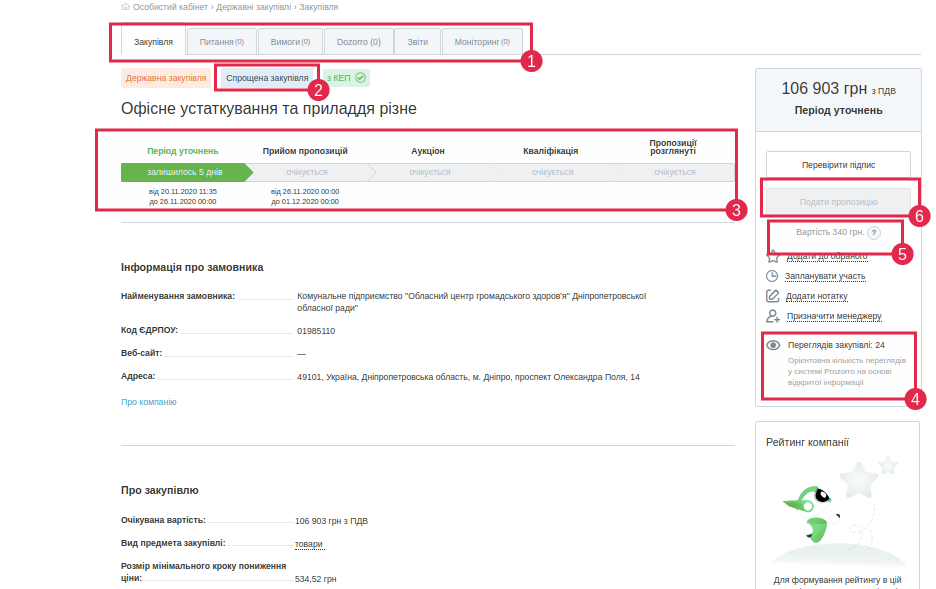 Особистий кабінет › Державні закупівлі › Закупівля
Закупівля Питання (0) Вимоги (0) Dozorro (0) Звіти Моніторинг (0)
1
Державна закупівля Спрощена закупівля з КЕП
2
Офісне устаткування та приладдя різне
Період уточнень Прийом пропозицій Аукціон Кваліфікація Пропозиції розглянуті
залишилось 5 днів очікується очікується очікується очікується
від 20.11.2020 11:35 від 26.11.2020 00:00
до 26.11.2020 00:00 до 01.12.2020 00:00
3
Інформація про замовника
Найменування замовника: Комунальне підприємство "Обласний центр громадського здоров'я" Дніпропетровської
обласної ради"
Код ЄДРПОУ: 01985110
Веб-сайт: —
Адреса: 49101, Україна, Дніпропетровська область, м. Дніпро, проспект Олександра Поля, 14
Про компанію
Про закупівлю
Очікувана вартість: 106 903 грн з ПДВ
Вид предмета закупівлі: товари
Розмір мінімального кроку пониження
ціни: 534,52 грн
106 903 грн з ПДВ
Період уточнень
Перевірити підпис
Подати пропозицію
6
Вартість 340 грн. ?
5
Додати до обраного
Запланувати участь
Додати нотатку
Призначити менеджеру
Переглядів закупівлі: 24
Орієнтовна кількість переглядів
у системі Prozorro на основі
відкритої інформації
4
Рейтинг компанії
Для формування рейтингу в цій